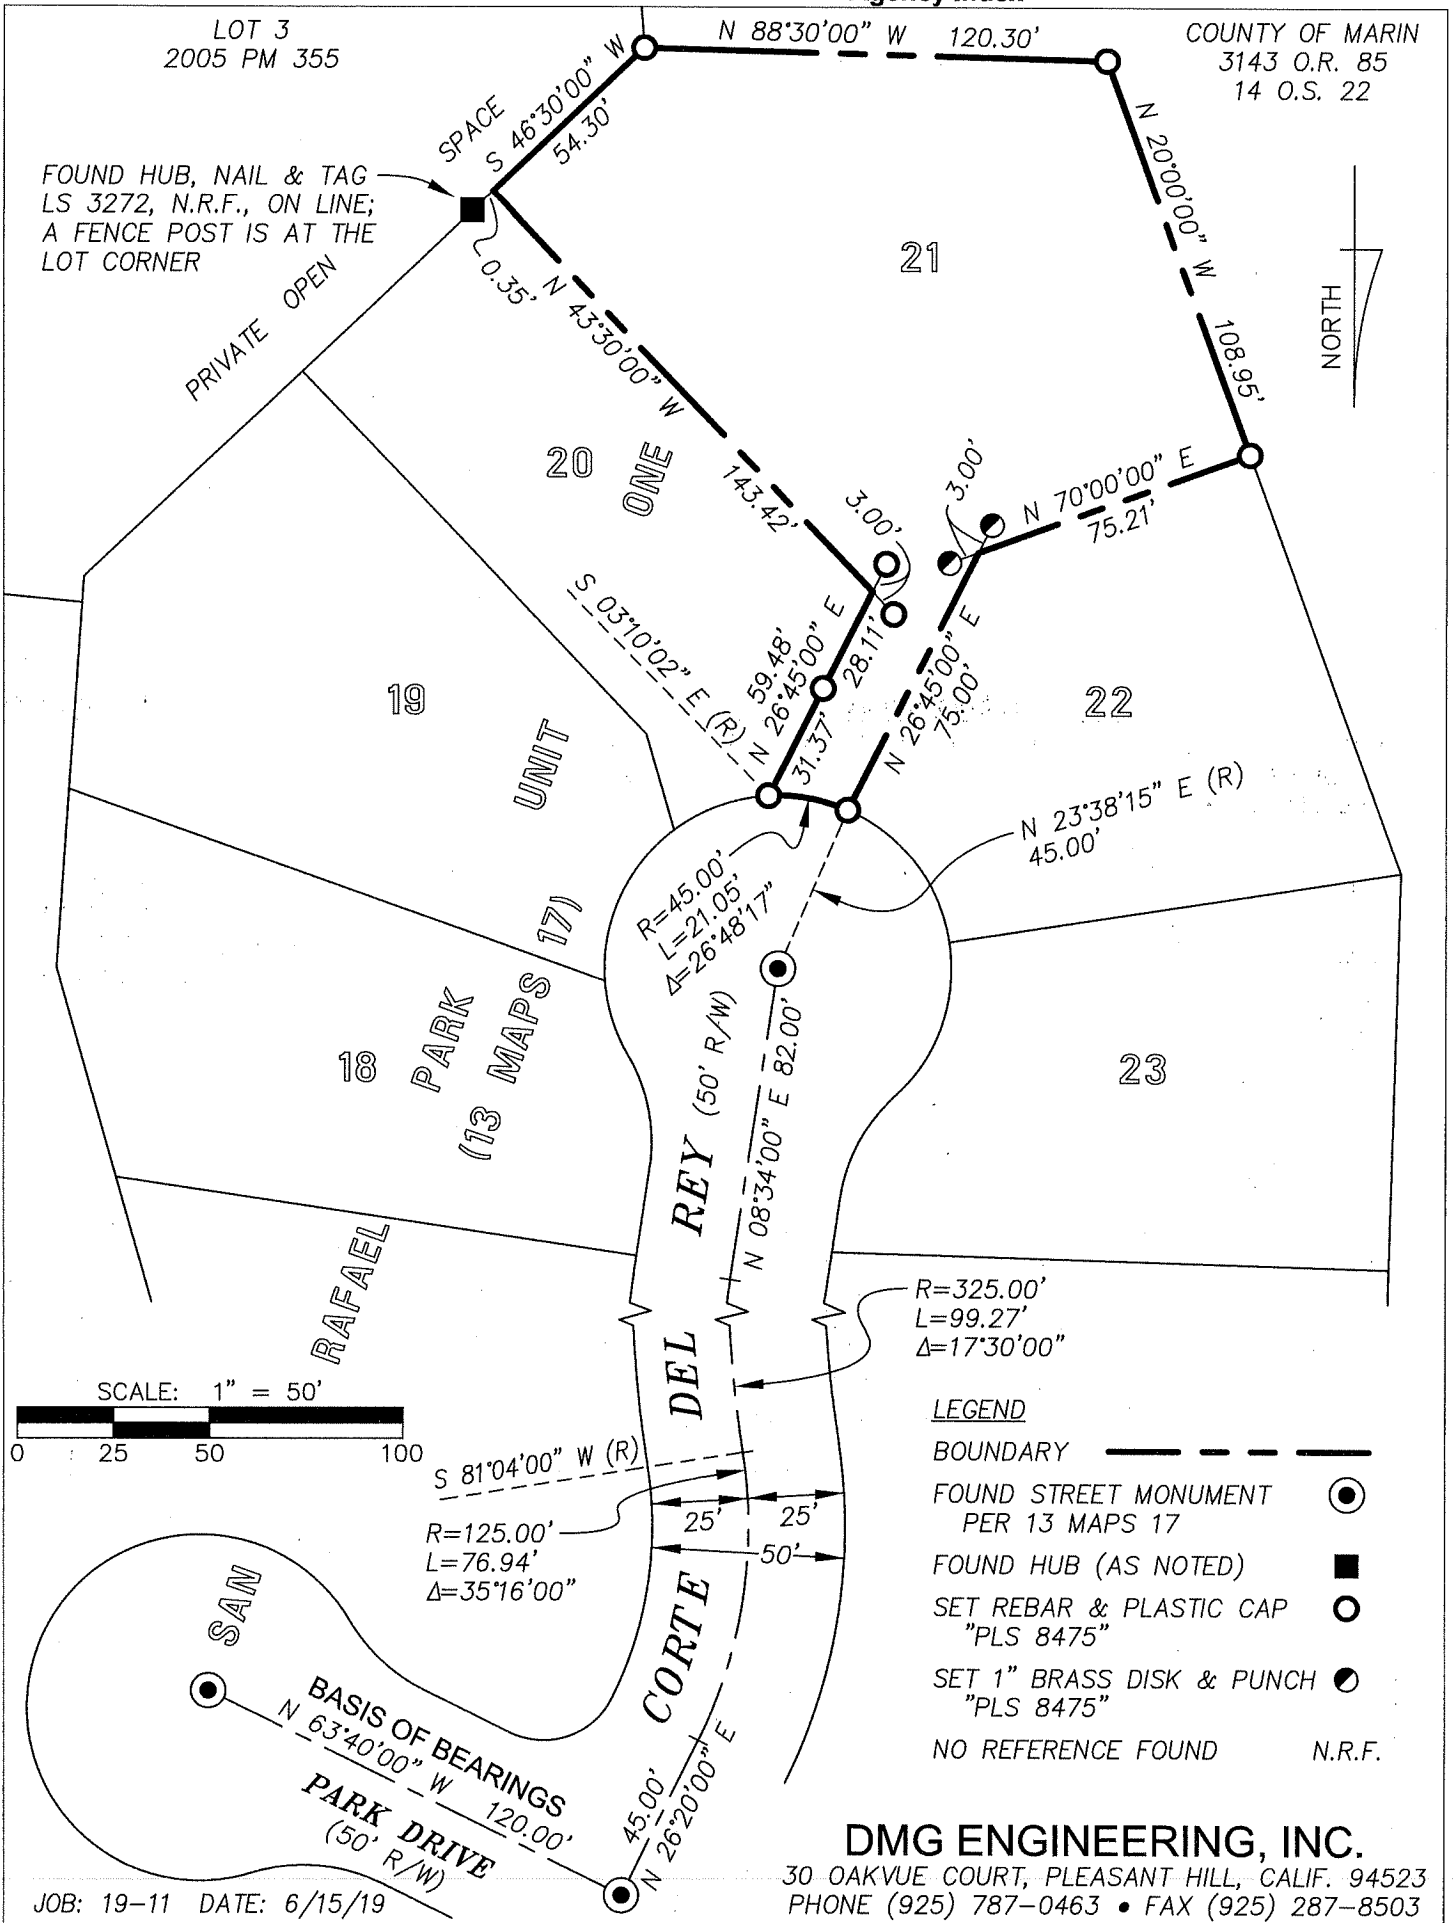 LOT 3
2005 PM 355
N 88°30'00" W 120.30'
COUNTY OF MARIN
3143 O.R. 85
14 O.S. 22
SPACE
S 46°30'00" W
54.30'
N 20°00'00" W 108.95'
FOUND HUB, NAIL & TAG
LS 3272, N.R.F., ON LINE;
A FENCE POST IS AT THE
LOT CORNER
0.35'
PRIVATE OPEN
21
NORTH
N 43°30'00" W 143.42'
20
ONE
3.00'
3.00'
N 70°00'00" E
75.21'
S 03°10'02" E (R)
59.48'
N 26°45'00" E
28.11'
31.37'
N 26°45'00" E
75.00'
19
22
UNIT
N 23°38'15" E (R)
45.00'
R=45.00'
L=21.05'
Δ=26°48'17"
18
PARK
(13 MAPS 17)
REY (50' R/W)
N 08°34'00" E 82.00'
23
RAFAEL
DEL
R=325.00'
L=99.27'
Δ=17°30'00"
SCALE: 1" = 50'
0 25 50 100
S 81°04'00" W (R)
25' 25'
50'
R=125.00'
L=76.94'
Δ=35°16'00"
LEGEND
BOUNDARY
FOUND STREET MONUMENT
PER 13 MAPS 17
FOUND HUB (AS NOTED)
SET REBAR & PLASTIC CAP
"PLS 8475"
SET 1" BRASS DISK & PUNCH
"PLS 8475"
NO REFERENCE FOUND N.R.F.
SAN
CORTE
BASIS OF BEARINGS
N 63°40'00" W 120.00'
PARK DRIVE
(50' R/W)
45.00'
N 26°20'00" E
DMG ENGINEERING, INC.
30 OAKVUE COURT, PLEASANT HILL, CALIF. 94523
PHONE (925) 787-0463 • FAX (925) 287-8503
JOB: 19-11 DATE: 6/15/19